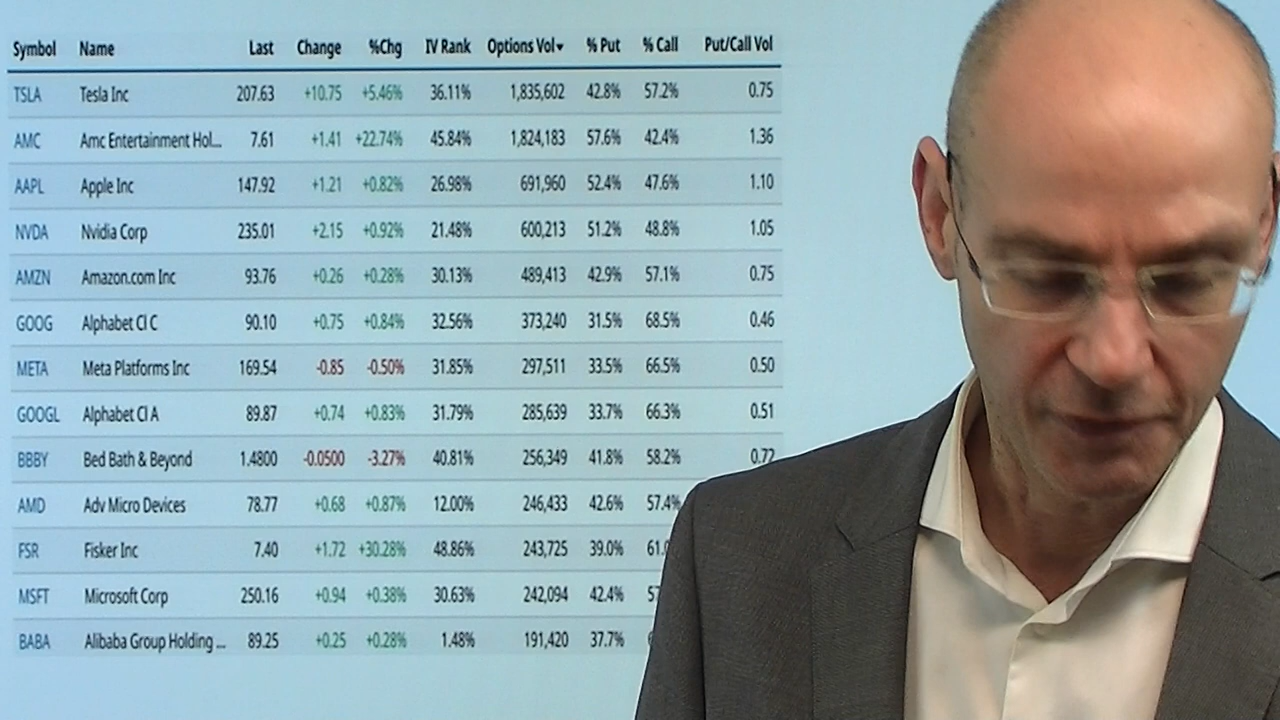 Symbol Name Last Change %Chg IV Rank Options Vol▾ % Put % Call Put/Call Vol
TSLA Tesla Inc 207.63 +10.75 +5.46% 36.11% 1,835,602 42.8% 57.2% 0.75
AMC Amc Entertainment Hol... 7.61 +1.41 +22.74% 45.84% 1,824,183 57.6% 42.4% 1.36
AAPL Apple Inc 147.92 +1.21 +0.82% 26.98% 691,960 52.4% 47.6% 1.10
NVDA Nvidia Corp 235.01 +2.15 +0.92% 21.48% 600,213 51.2% 48.8% 1.05
AMZN Amazon.com Inc 93.76 +0.26 +0.28% 30.13% 489,413 42.9% 57.1% 0.75
GOOG Alphabet Cl C 90.10 +0.75 +0.84% 32.56% 373,240 31.5% 68.5% 0.46
META Meta Platforms Inc 169.54 -0.85 -0.50% 31.85% 297,511 33.5% 66.5% 0.50
GOOGL Alphabet Cl A 89.87 +0.74 +0.83% 31.79% 285,639 33.7% 66.3% 0.51
BBBY Bed Bath & Beyond 1.4800 -0.0500 -3.27% 40.81% 256,349 41.8% 58.2% 0.72
AMD Adv Micro Devices 78.77 +0.68 +0.87% 12.00% 246,433 42.6% 57.4%
FSR Fisker Inc 7.40 +1.72 +30.28% 48.86% 243,725 39.0%
MSFT Microsoft Corp 250.16 +0.94 +0.38% 30.63% 242,094 42.4%
BABA Alibaba Group Holding ... 89.25 +0.25 +0.28% 1.48% 191,420 37.7%